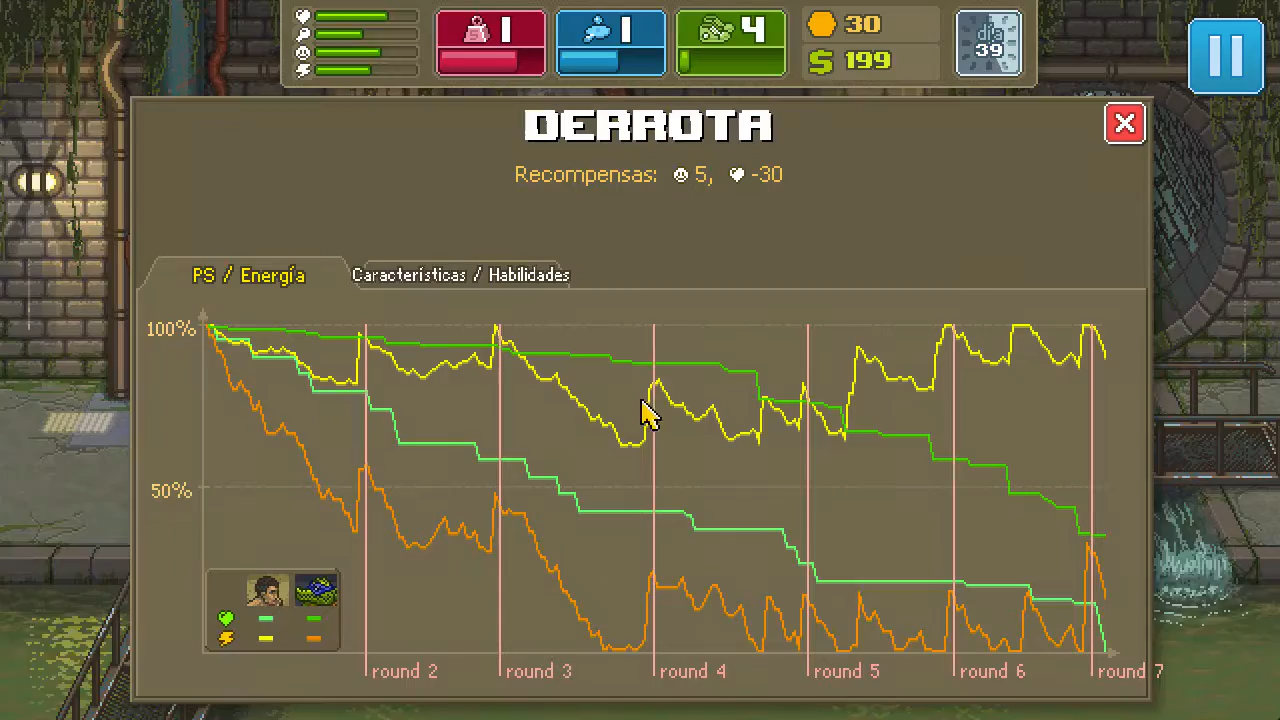 1
1
4
30
$ 199
día
39
DERROTA
Recompensas: 5, -30
PS / Energía
Características / Habilidades
100%
50%
round 2
round 3
round 4
round 5
round 6
round 7